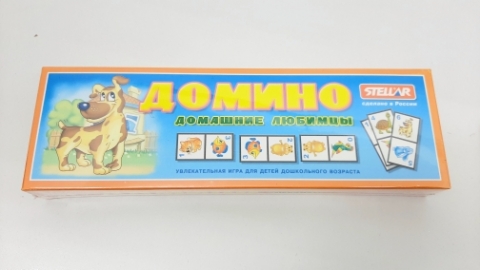 ДОМИНО
ДОМАШНИЕ ЛЮБИМЦЫ
STELLAR
сделано в России
УВЛЕКАТЕЛЬНАЯ ИГРА ДЛЯ ДЕТЕЙ ДОШКОЛЬНОГО ВОЗРАСТА